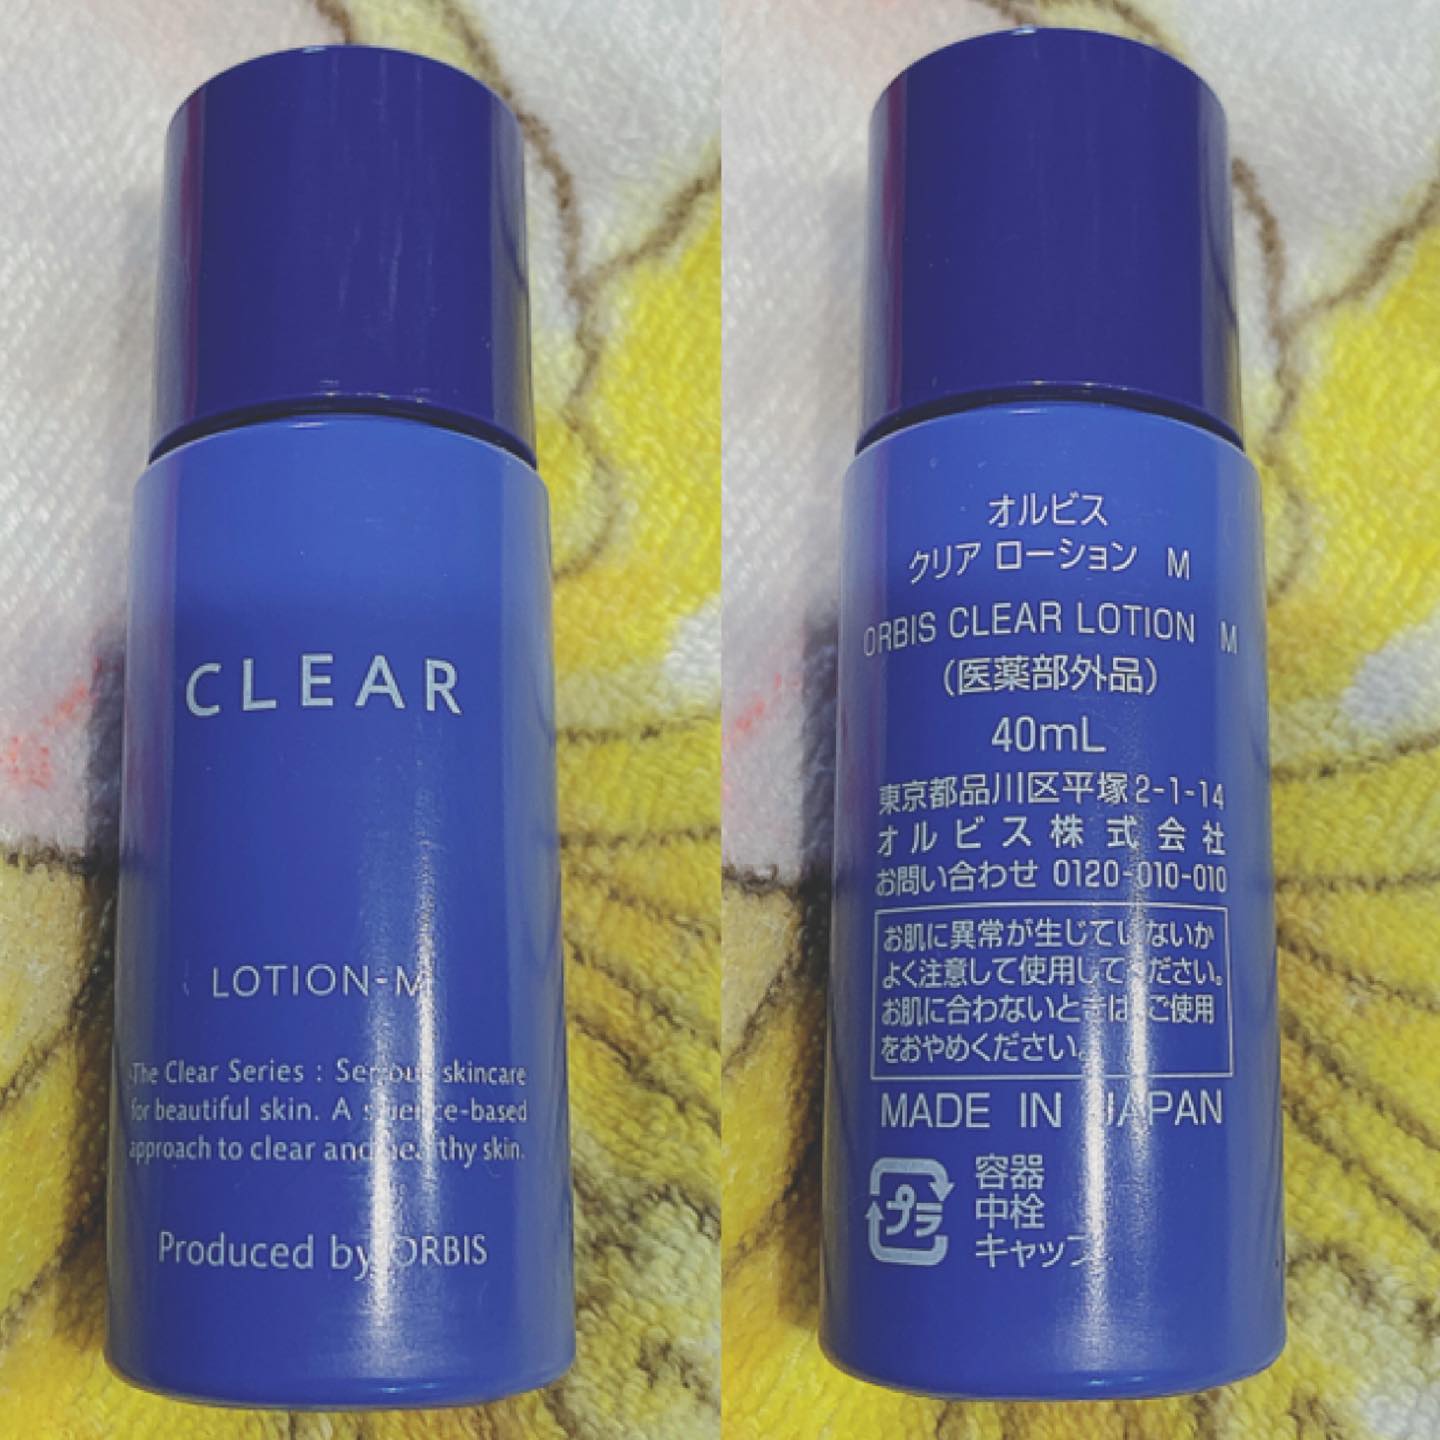 CLEAR
LOTION-M
The Clear Series : Serious skincare
for beautiful skin. A science-based
approach to clear and healthy skin.
Produced by ORBIS
オルビス
クリア ローション M
ORBIS CLEAR LOTION M
(医薬部外品)
40mL
東京都品川区平塚2-1-14
オルビス株式会社
お問い合わせ 0120-010-010
お肌に異常が生じていないか
よく注意して使用してください。
お肌に合わないときは、ご使用
をおやめください。
MADE IN JAPAN
プラ
容器
中栓
キャップ